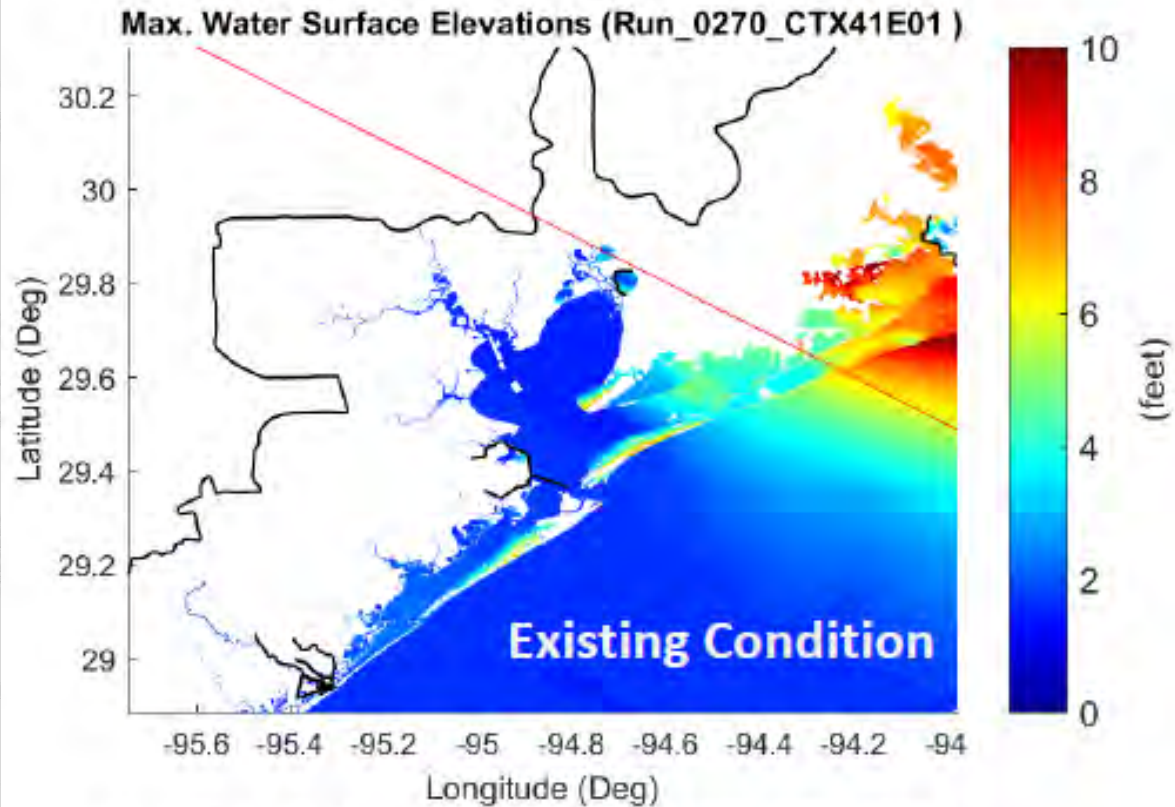 Max. Water Surface Elevations (Run_0270_CTX41E01 )
30.2
30
29.8
29.6
29.4
29.2
29
Latitude (Deg)
-95.6 -95.4 -95.2 -95 -94.8 -94.6 -94.4 -94.2 -94
Longitude (Deg)
Existing Condition
10
8
6
4
2
0
(feet)